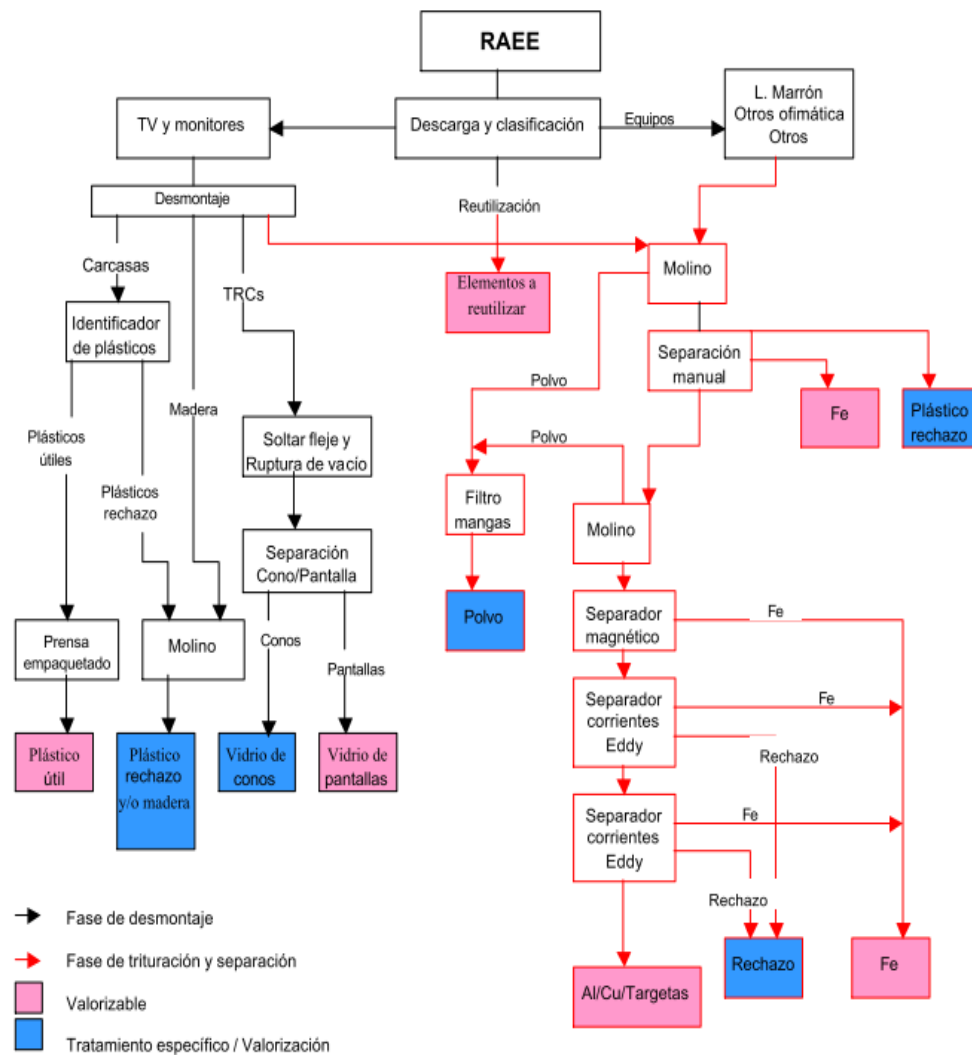 RAEE
TV y monitores
Descarga y clasificación
Equipos
L. Marrón
Otros ofimática
Otros
Desmontaje
Reutilización
Carcasas
TRCs
Molino
Elementos a
reutilizar
Identificador
de plásticos
Separación
manual
Polvo
Madera
Fe
Plástico
rechazo
Plásticos
útiles
Soltar fleje y
Ruptura de vacío
Polvo
Plásticos
rechazo
Filtro
mangas
Molino
Separación
Cono/Pantalla
Polvo
Separador
magnético
Fe
Prensa
empaquetado
Molino
Conos
Pantallas
Separador
corrientes
Eddy
Fe
Rechazo
Plástico
útil
Plástico
rechazo
y/o madera
Vidrio de
conos
Vidrio de
pantallas
Separador
corrientes
Eddy
Fe
Rechazo
Fase de desmontaje
Fase de trituración y separación
Al/Cu/Targetas
Rechazo
Fe
Valorizable
Tratamiento específico / Valorización